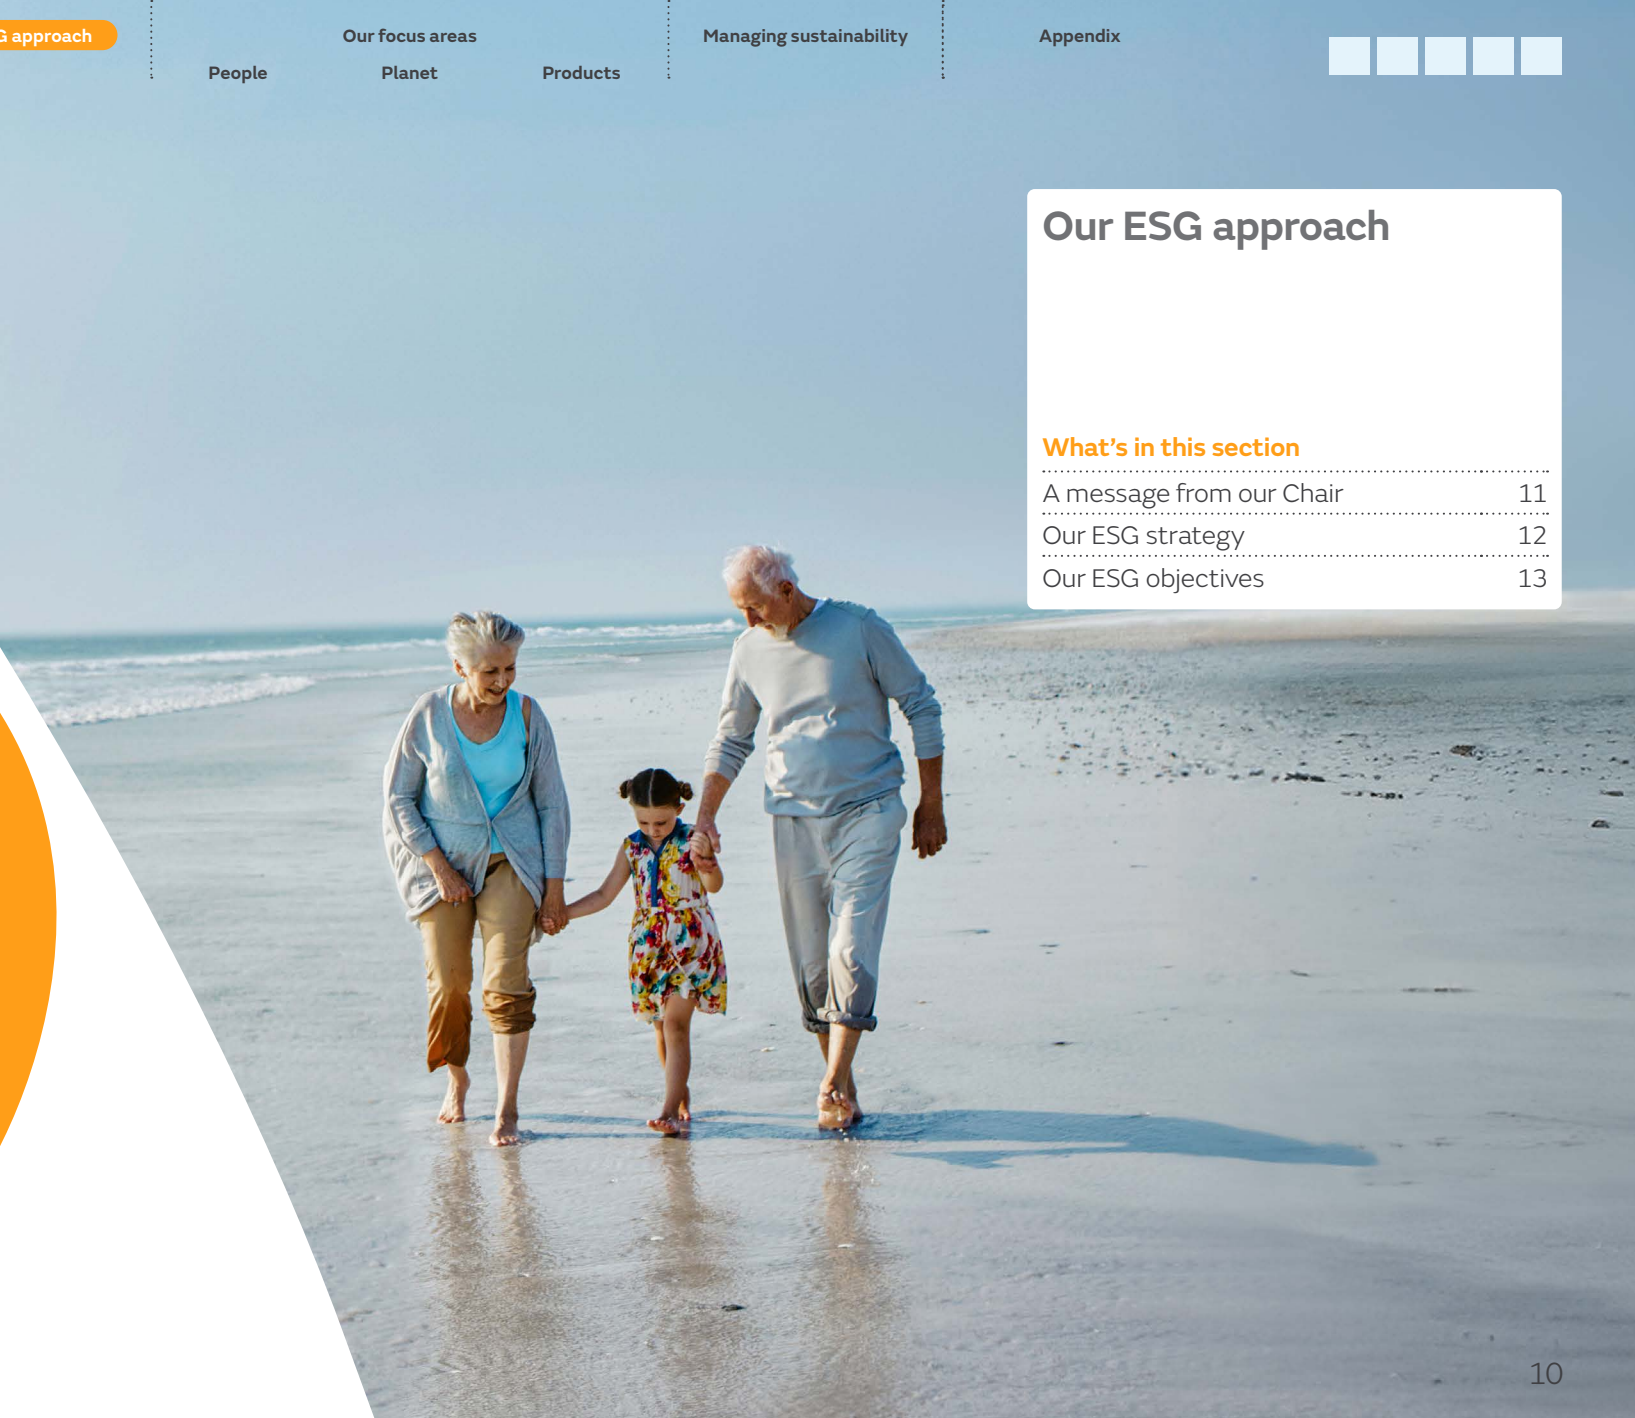 approach
Our focus areas
Managing sustainability
Appendix
People
Planet
Products
Our ESG approach
What's in this section
A message from our Chair 11
Our ESG strategy 12
Our ESG objectives 13
10